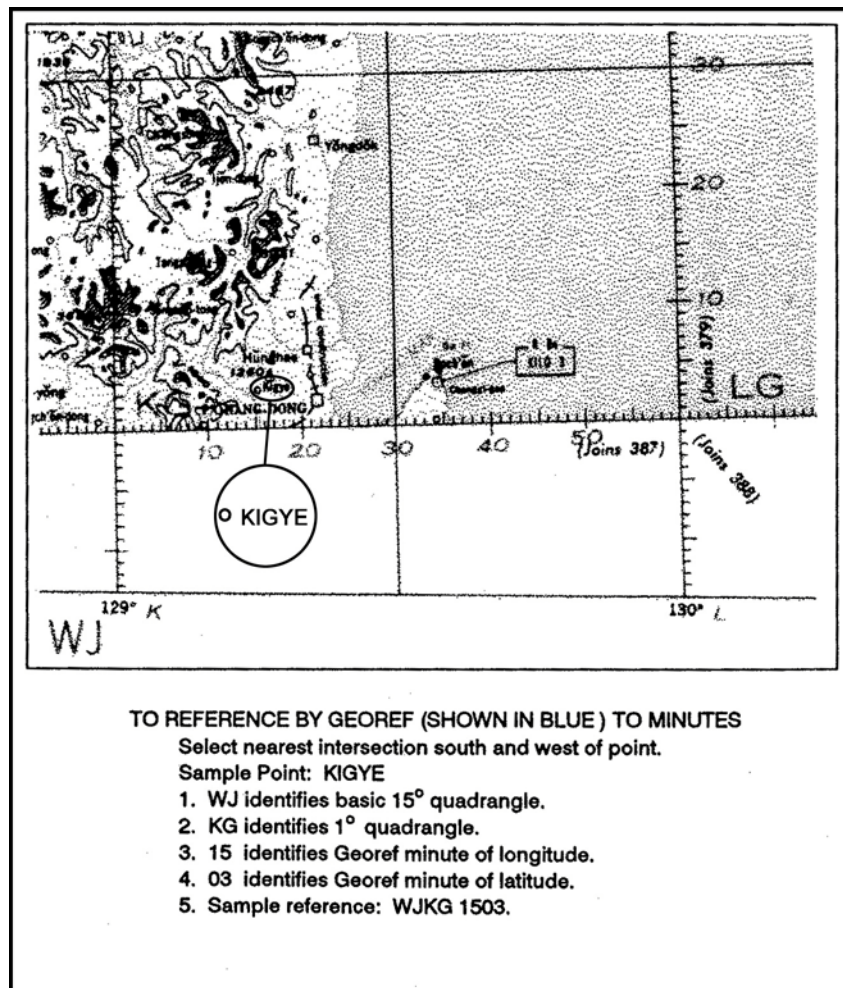 30
Yŏngdŏk
20
10
(Joins 379)
LG
Hŭnghae
Kigye
10 20 30 40 50
(Joins 387)
(Joins 388)
KIGYE
129° K
130° L
WJ
TO REFERENCE BY GEOREF (SHOWN IN BLUE ) TO MINUTES
Select nearest intersection south and west of point.
Sample Point: KIGYE
1. WJ identifies basic 15° quadrangle.
2. KG identifies 1° quadrangle.
3. 15 identifies Georef minute of longitude.
4. 03 identifies Georef minute of latitude.
5. Sample reference: WJKG 1503.